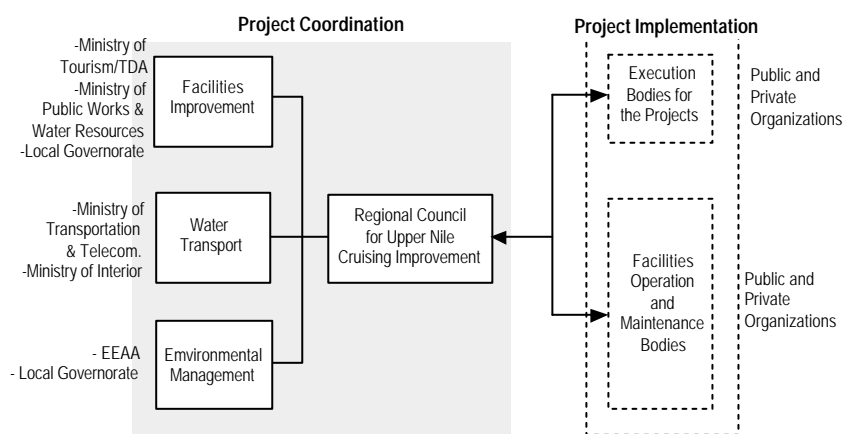 Project Coordination
Project Implementation
-Ministry of
Tourism/TDA
-Ministry of
Public Works &
Water Resources
-Local Governorate
Facilities
Improvement
-Ministry of
Transportation
& Telecom.
-Ministry of Interior
Water
Transport
- EEAA
- Local Governorate
Emvironmental
Management
Regional Council
for Upper Nile
Cruising Improvement
Execution
Bodies for
the Projects
Public and
Private
Organizations
Facilities
Operation
and
Maintenance
Bodies
Public and
Private
Organizations